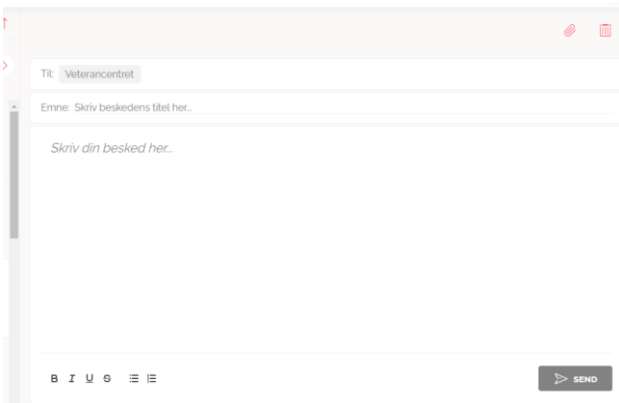 Til: Veterancentret
Emne: Skriv beskedens titel her...
Skriv din besked her...
B I U S
SEND